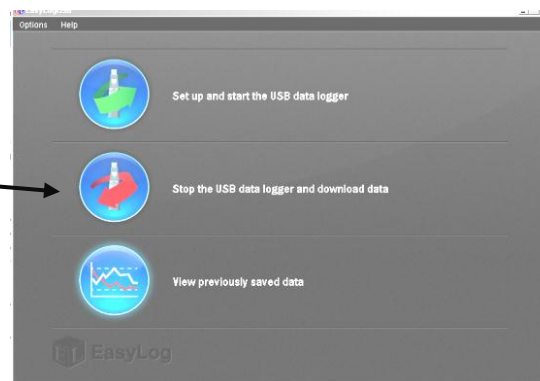 Options Help
Set up and start the USB data logger
Stop the USB data logger and download data
View previously saved data
EasyLog